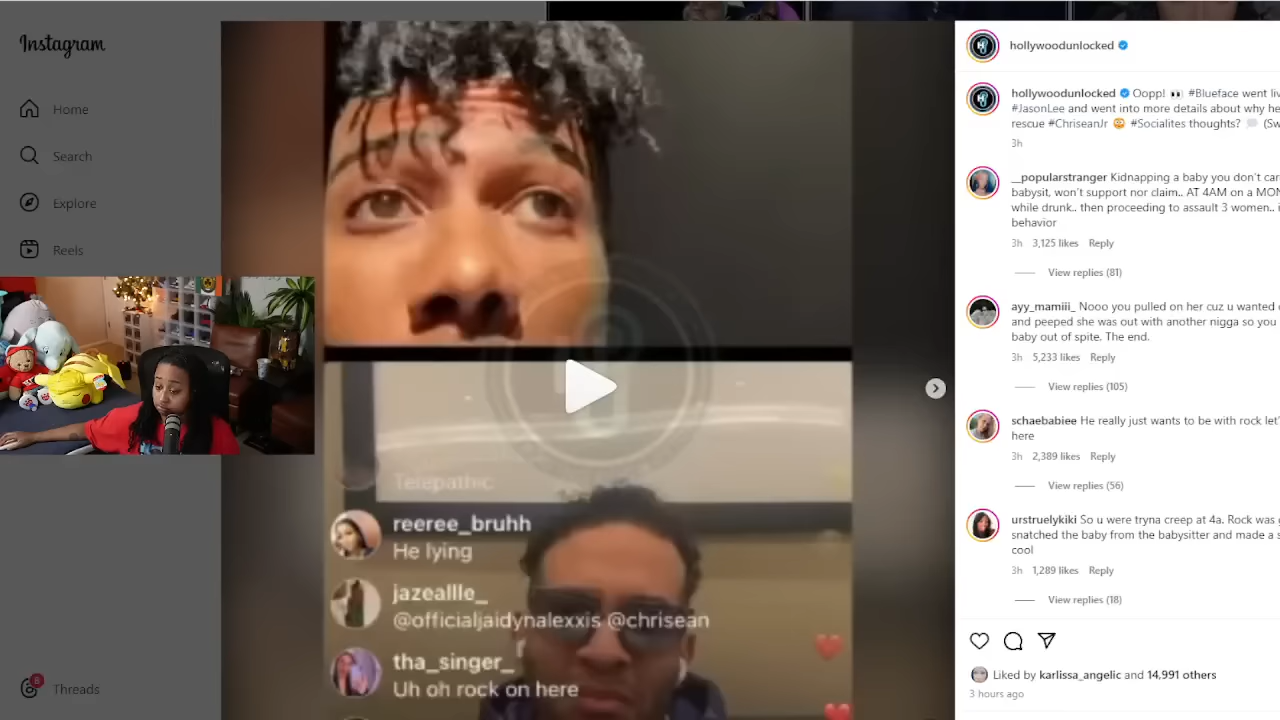 Instagram
Home
Search
Explore
Reels
8
Threads
Telepathic
reeree_bruhh
He lying
jazeallle_
@officialjaidynalexxis @chrisean
tha_singer_
Uh oh rock on here
hollywoodunlocked
hollywoodunlocked Oopp! 👀 #Blueface went liv
#JasonLee and went into more details about why he
rescue #ChriseanJr 😳 #Socialites thoughts? 💭 (Sw
3h
__popularstranger Kidnapping a baby you don't car
babysit, won't support nor claim.. AT 4AM on a MON
while drunk.. then proceeding to assault 3 women.. i
behavior
3h 3,125 likes Reply
View replies (81)
ayy_mamiii_ Nooo you pulled on her cuz u wanted
and peeped she was out with another nigga so you
baby out of spite. The end.
3h 5,233 likes Reply
View replies (105)
schaebabiee He really just wants to be with rock let'
here
3h 2,389 likes Reply
View replies (56)
urstruelykiki So u were tryna creep at 4a. Rock was
snatched the baby from the babysitter and made a s
cool
3h 1,289 likes Reply
View replies (18)
Liked by karlissa_angelic and 14,991 others
3 hours ago